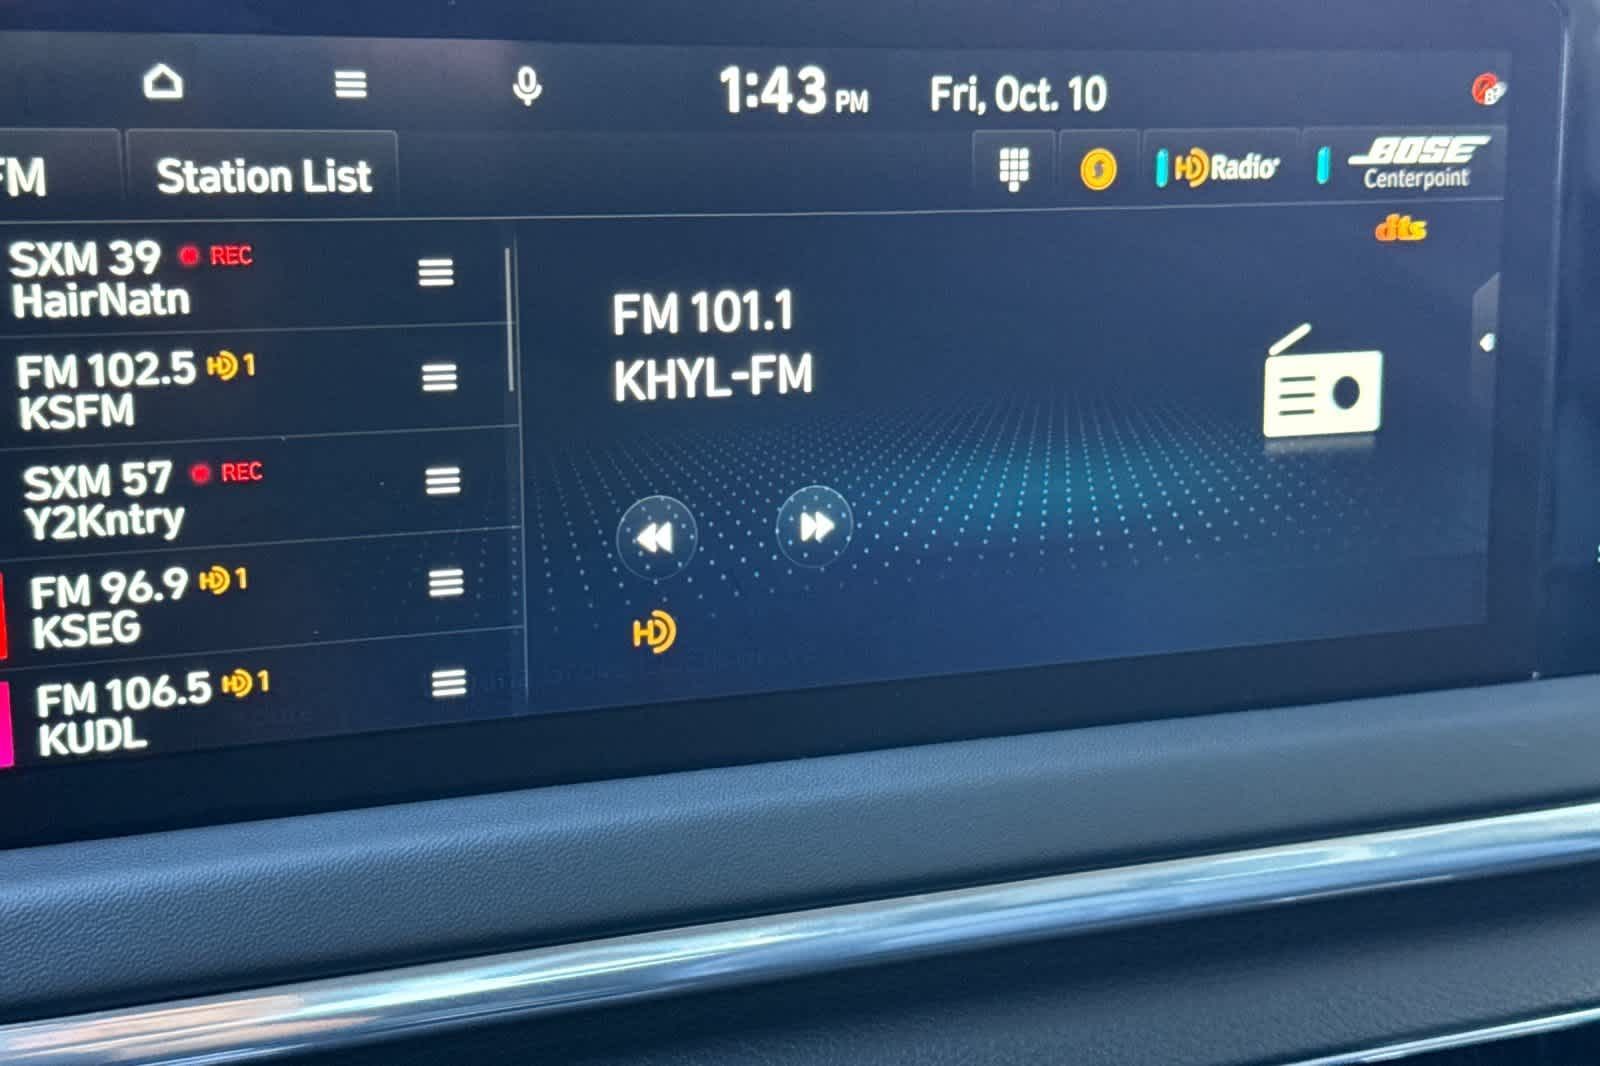 1:43 PM
Fri, Oct. 10
FM
Station List
HD Radio
BOSE
Centerpoint
dts
SXM 39 REC
HairNatn
FM 102.5 HD 1
KSFM
SXM 57 REC
Y2Kntry
FM 96.9 HD 1
KSEG
FM 106.5 HD 1
KUDL
FM 101.1
KHYL-FM
HD